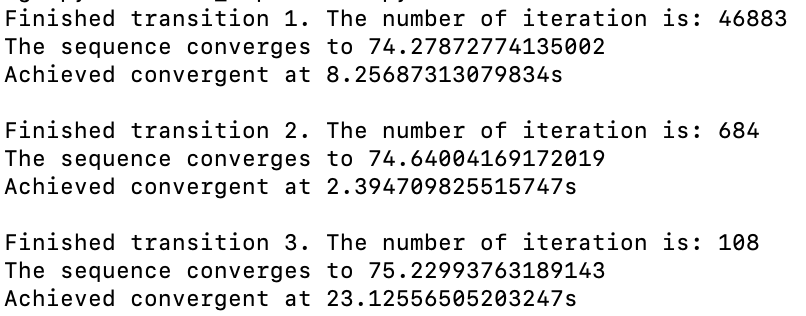 Finished transition 1. The number of iteration is: 46883
The sequence converges to 74.27872774135002
Achieved convergent at 8.25687313079834s
Finished transition 2. The number of iteration is: 684
The sequence converges to 74.64004169172019
Achieved convergent at 2.394709825515747s
Finished transition 3. The number of iteration is: 108
The sequence converges to 75.22993763189143
Achieved convergent at 23.12556505203247s